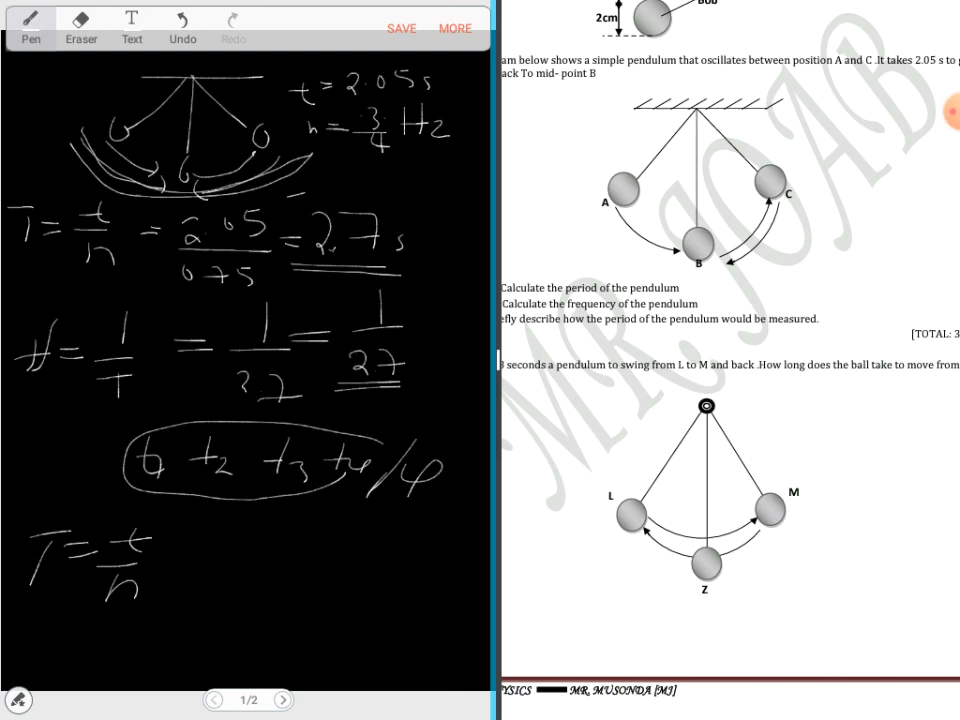 Pen
Eraser
Text
Undo
Redo
SAVE
MORE
t = 2.05s
n = 3/4 Hz
T = t/n = 2.05/0.75 = 2.7s
f = 1/T = 1/2.7 = 1/2.7
t1 t2 t3 t4 / 4
T = t/n
1/2
Bob
2cm
am below shows a simple pendulum that oscillates between position A and C .It takes 2.05 s to g
ack To mid- point B
A
B
C
Calculate the period of the pendulum
Calculate the frequency of the pendulum
efly describe how the period of the pendulum would be measured.
[TOTAL: 3
seconds a pendulum to swing from L to M and back .How long does the ball take to move from
L
M
Z
YSICS
MR, MUSONDA [MJ]
MR. JOAB